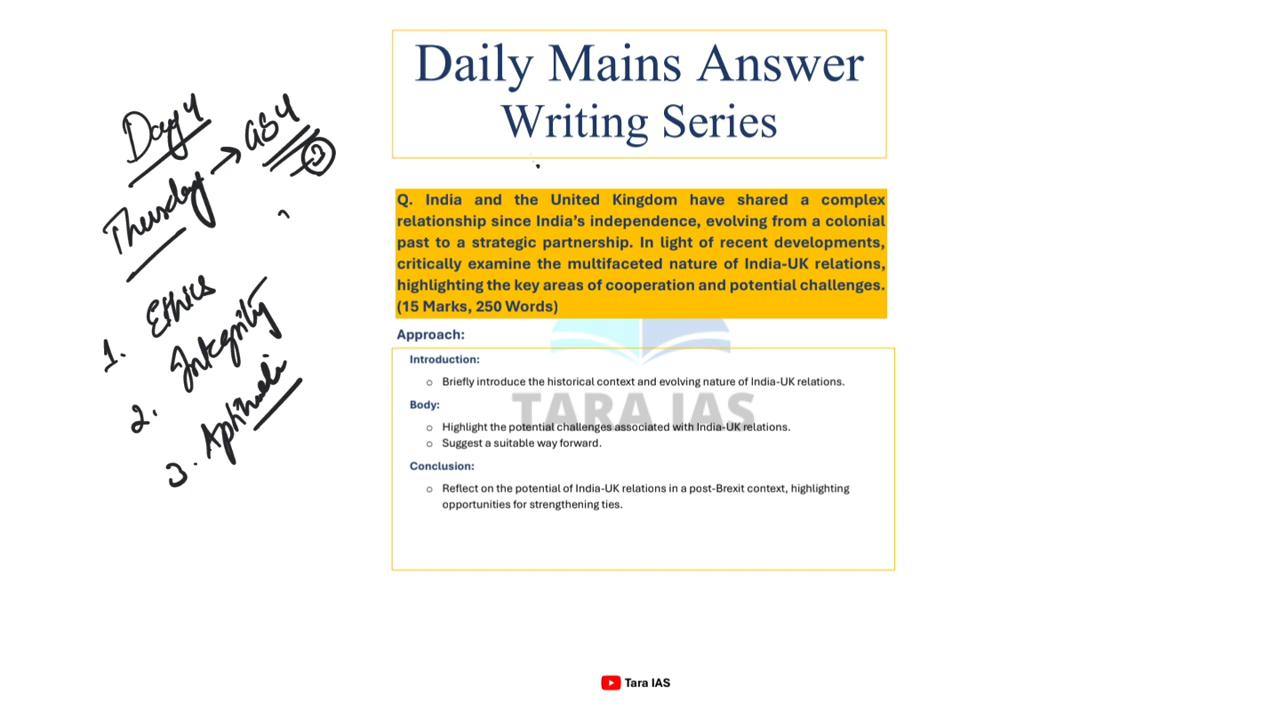 Daily Mains Answer
Writing Series
Day 4
Thursday → GS4
3
1. Ethics
2. Integrity
3. Aptitude
Q. India and the United Kingdom have shared a complex
relationship since India's independence, evolving from a colonial
past to a strategic partnership. In light of recent developments,
critically examine the multifaceted nature of India-UK relations,
highlighting the key areas of cooperation and potential challenges.
(15 Marks, 250 Words)
Approach:
Introduction:
o Briefly introduce the historical context and evolving nature of India-UK relations.
Body:
o Highlight the potential challenges associated with India-UK relations.
o Suggest a suitable way forward.
Conclusion:
o Reflect on the potential of India-UK relations in a post-Brexit context, highlighting
opportunities for strengthening ties.
TARA IAS
Tara IAS